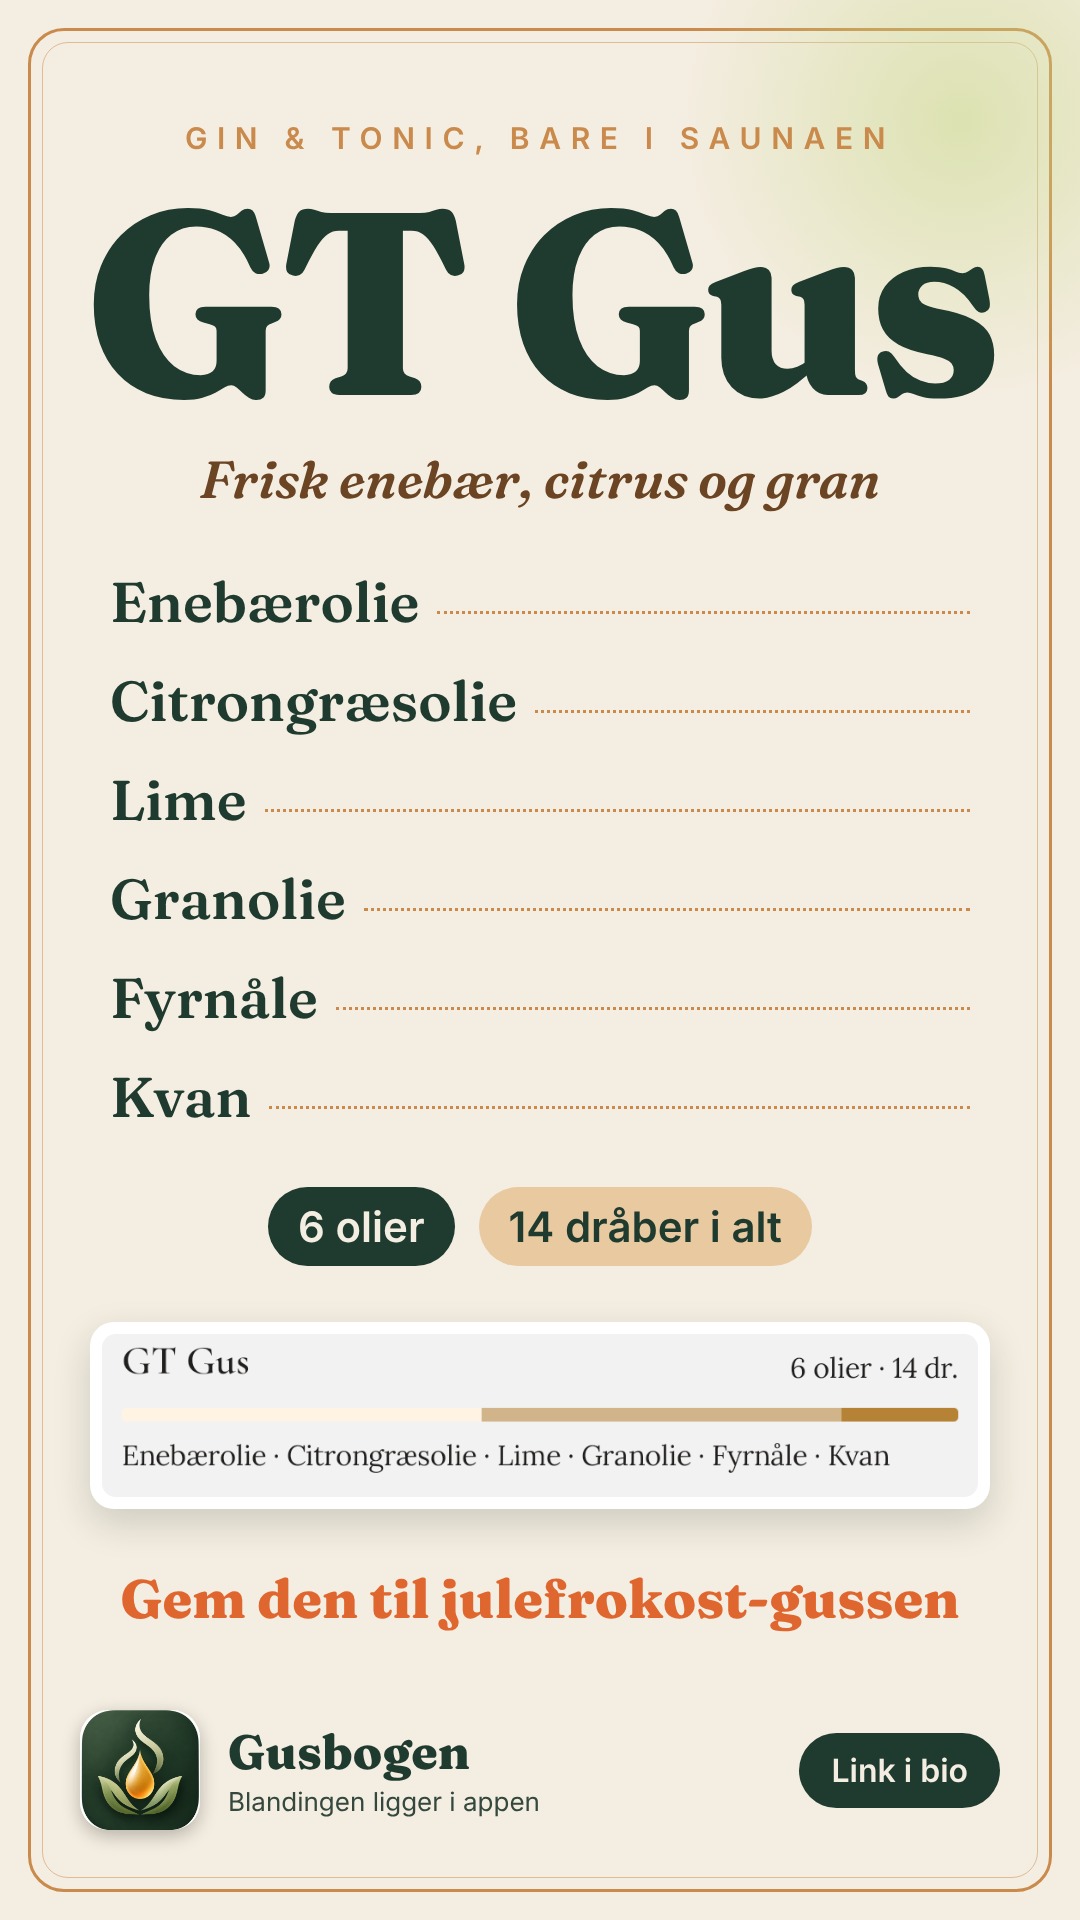 GIN & TONIC, BARE I SAUNAEN
GT Gus
Frisk enebær, citrus og gran
Enebærolie
Citrongræsolie
Lime
Granolie
Fyrnåle
Kvan
6 olier
14 dråber i alt
GT Gus
6 olier · 14 dr.
Enebærolie · Citrongræsolie · Lime · Granolie · Fyrnåle · Kvan
Gem den til julefrokost-gussen
Gusbogen
Blandingen ligger i appen
Link i bio